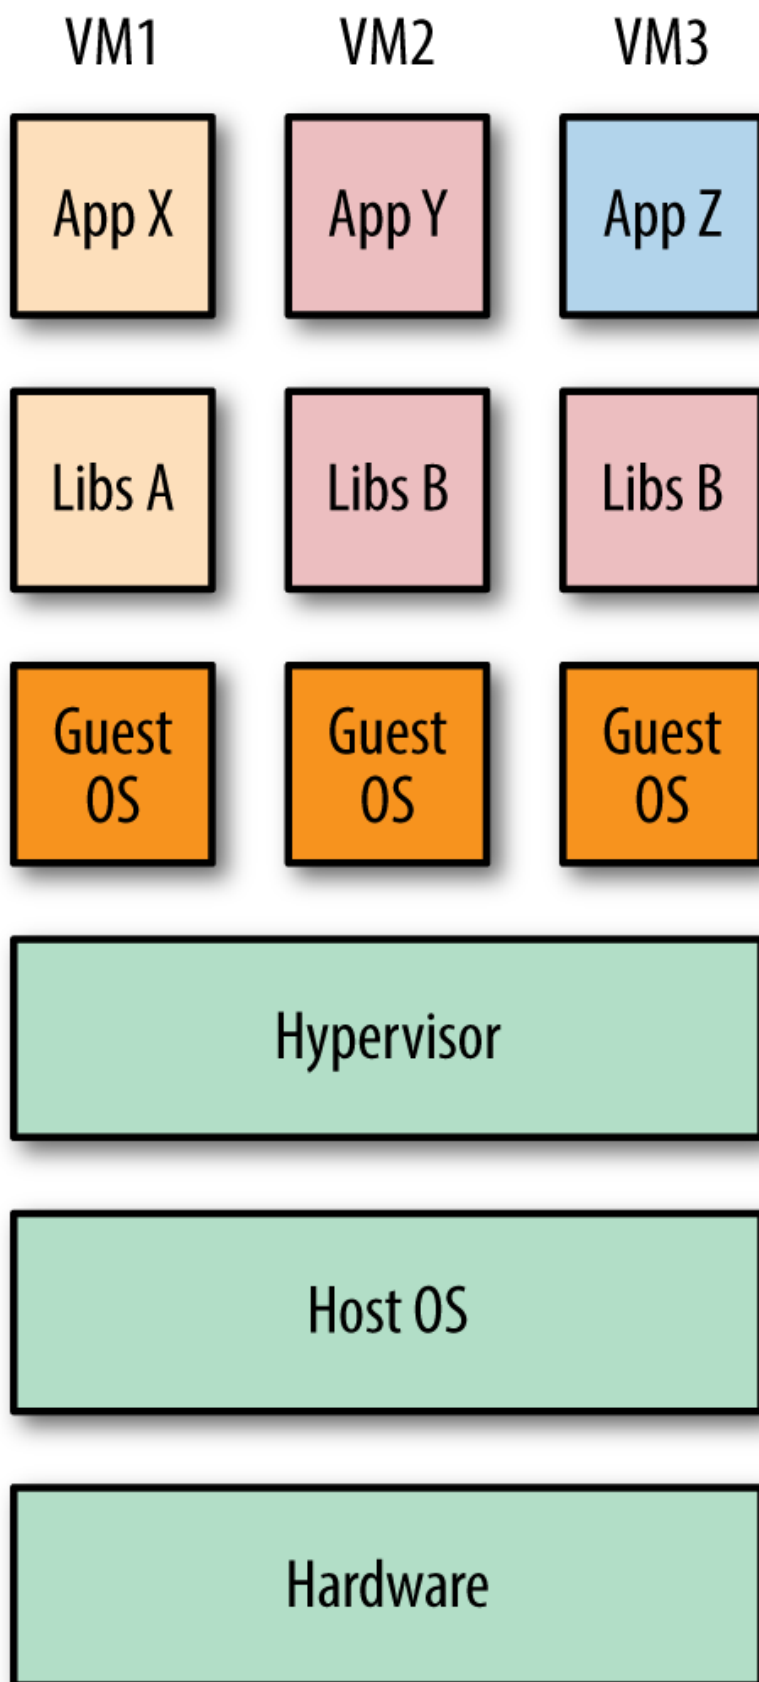 VM1 VM2 VM3
App X App Y App Z
Libs A Libs B Libs B
Guest Guest Guest
OS OS OS
Hypervisor
Host OS
Hardware